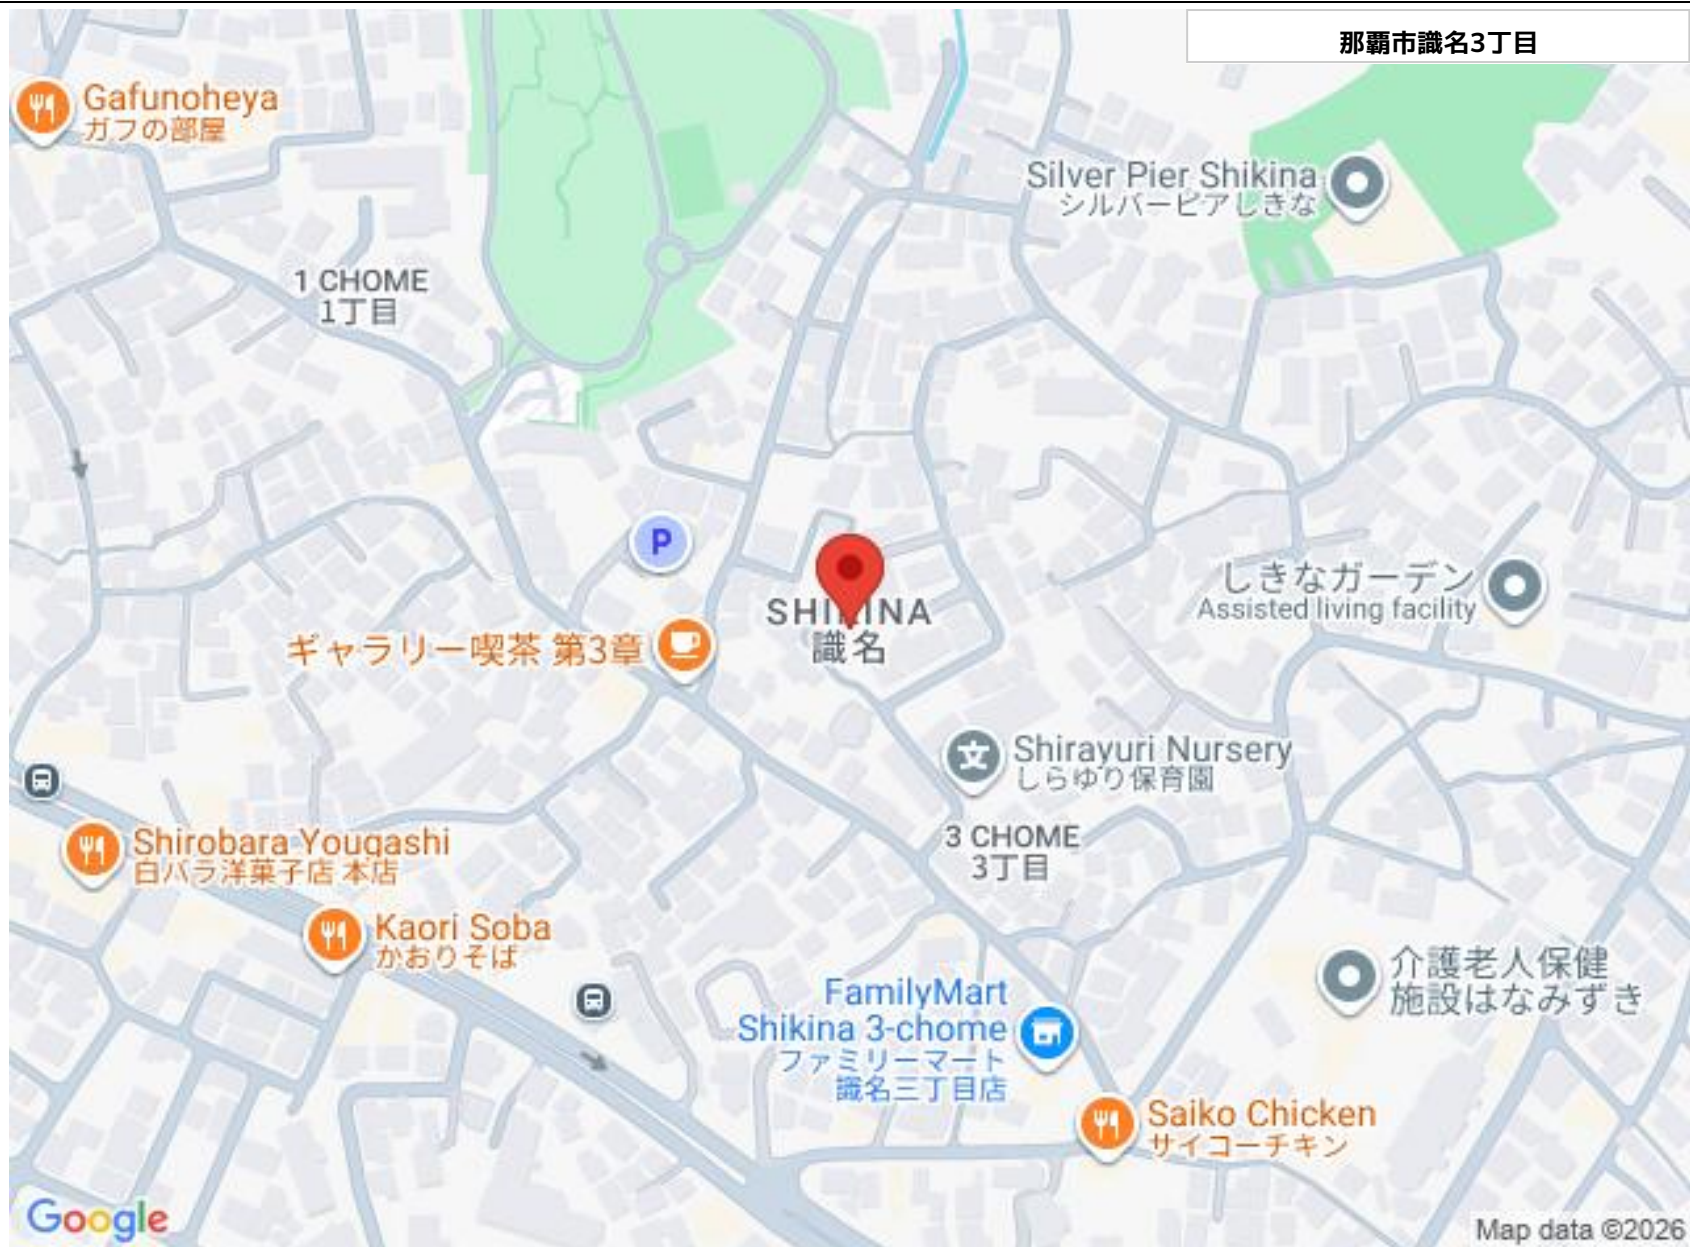 那覇市識名3丁目
Gafunoheya
ガフの部屋
Silver Pier Shikina
シルバーピアしきな
1 CHOME
1丁目
P
しきなガーデン
Assisted living facility
SHIKINA
識名
ギャラリー喫茶 第3章
文
Shirayuri Nursery
しらゆり保育園
Shirobara Yougashi
白バラ洋菓子店 本店
3 CHOME
3丁目
Kaori Soba
かおりそば
介護老人保健
施設はなみずき
FamilyMart
Shikina 3-chome
ファミリーマート
識名三丁目店
Saiko Chicken
サイコーチキン
Google
Map data ©2026